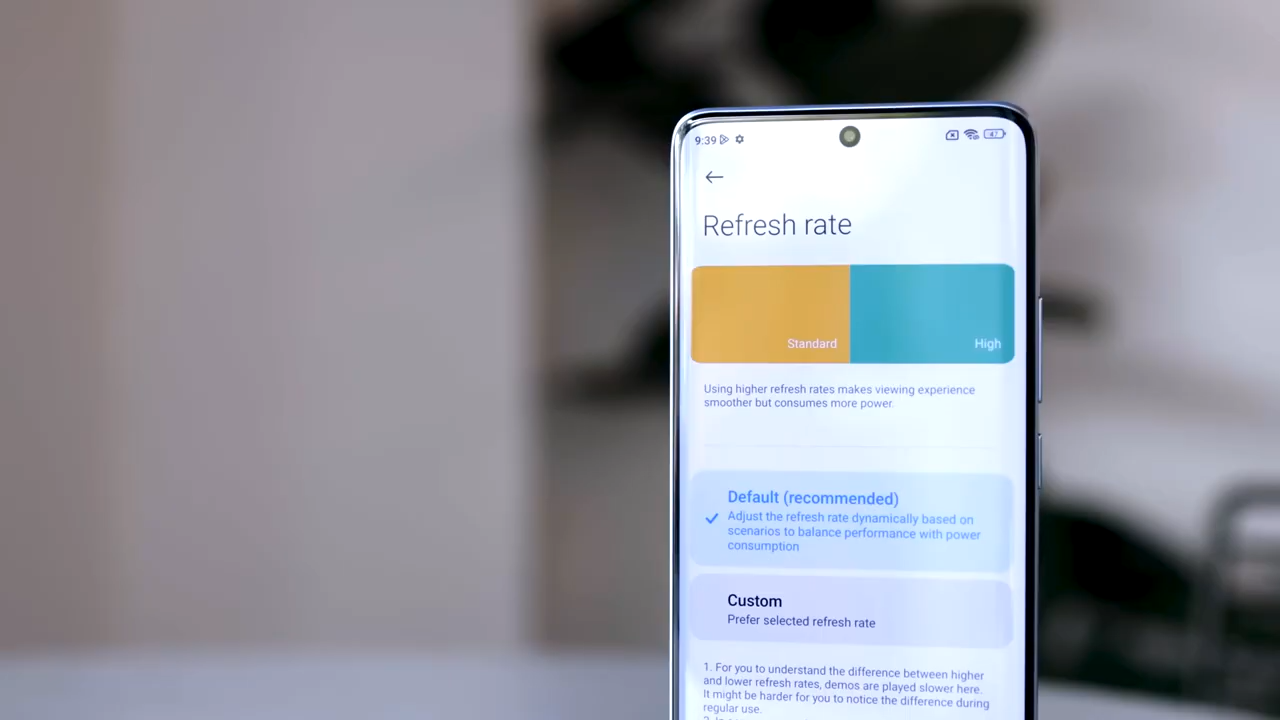 9:39
47
Refresh rate
Standard
High
Using higher refresh rates makes viewing experience
smoother but consumes more power.
Default (recommended)
Adjust the refresh rate dynamically based on
scenarios to balance performance with power
consumption
Custom
Prefer selected refresh rate
1. For you to understand the difference between higher
and lower refresh rates, demos are played slower here.
It might be harder for you to notice the difference during
regular use.